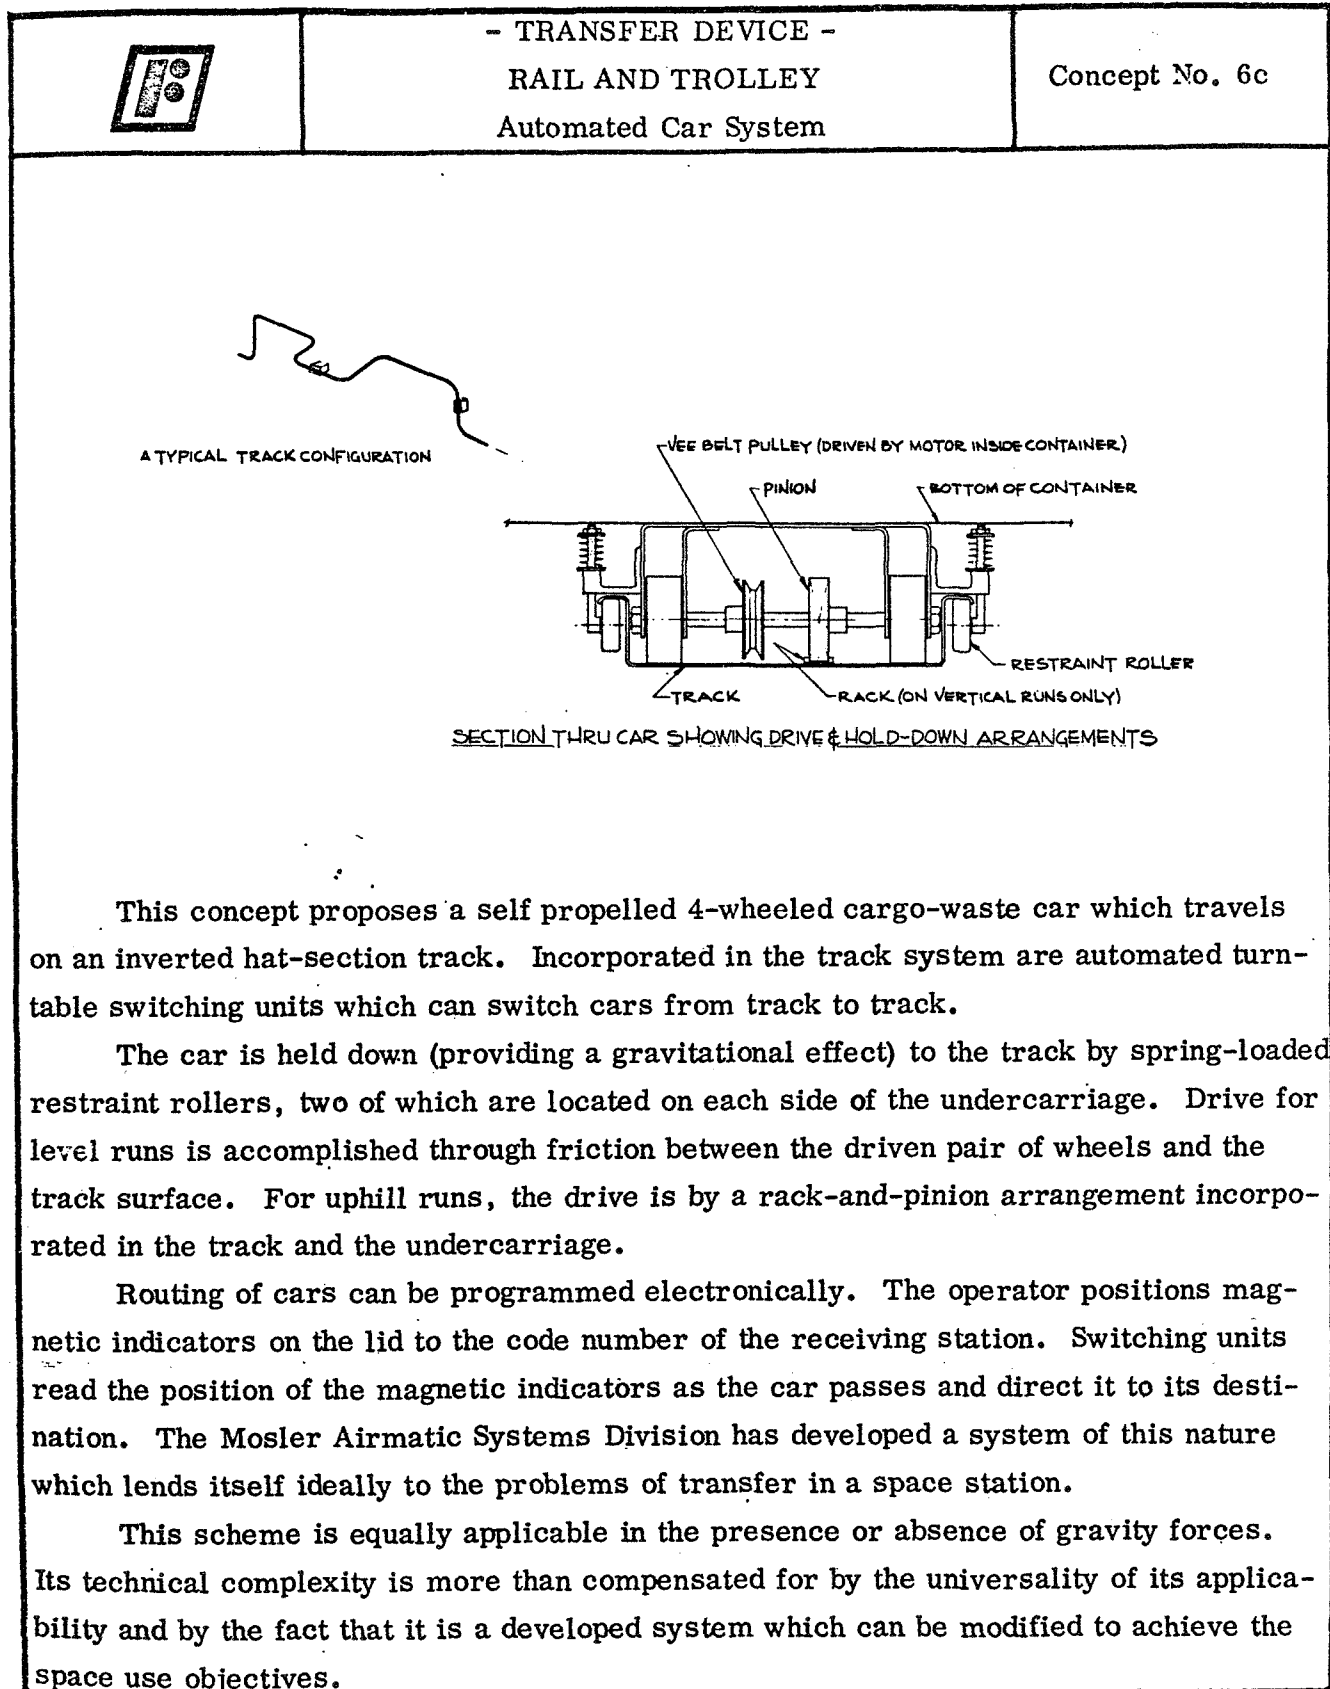 - TRANSFER DEVICE -
RAIL AND TROLLEY
Automated Car System
Concept No. 6c
A TYPICAL TRACK CONFIGURATION
VEE BELT PULLEY (DRIVEN BY MOTOR INSIDE CONTAINER)
PINION
BOTTOM OF CONTAINER
RESTRAINT ROLLER
TRACK
RACK (ON VERTICAL RUNS ONLY)
SECTION THRU CAR SHOWING DRIVE & HOLD-DOWN ARRANGEMENTS
This concept proposes a self propelled 4-wheeled cargo-waste car which travels
on an inverted hat-section track. Incorporated in the track system are automated turn-
table switching units which can switch cars from track to track.
The car is held down (providing a gravitational effect) to the track by spring-loaded
restraint rollers, two of which are located on each side of the undercarriage. Drive for
level runs is accomplished through friction between the driven pair of wheels and the
track surface. For uphill runs, the drive is by a rack-and-pinion arrangement incorpo-
rated in the track and the undercarriage.
Routing of cars can be programmed electronically. The operator positions mag-
netic indicators on the lid to the code number of the receiving station. Switching units
read the position of the magnetic indicators as the car passes and direct it to its desti-
nation. The Mosler Airmatic Systems Division has developed a system of this nature
which lends itself ideally to the problems of transfer in a space station.
This scheme is equally applicable in the presence or absence of gravity forces.
Its technical complexity is more than compensated for by the universality of its applica-
bility and by the fact that it is a developed system which can be modified to achieve the
space use objectives.